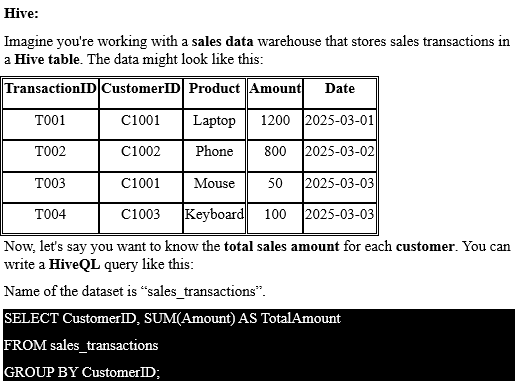 Hive:
Imagine you're working with a sales data warehouse that stores sales transactions in
a Hive table. The data might look like this:
TransactionID CustomerID Product Amount Date
T001 C1001 Laptop 1200 2025-03-01
T002 C1002 Phone 800 2025-03-02
T003 C1001 Mouse 50 2025-03-03
T004 C1003 Keyboard 100 2025-03-03
Now, let's say you want to know the total sales amount for each customer. You can
write a HiveQL query like this:
Name of the dataset is “sales_transactions”.
SELECT CustomerID, SUM(Amount) AS TotalAmount
FROM sales_transactions
GROUP BY CustomerID;